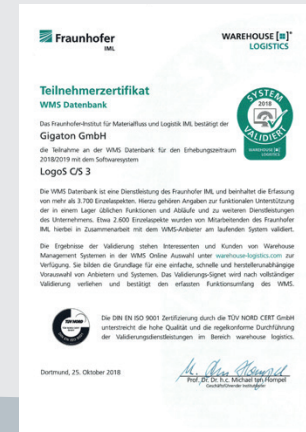 Fraunhofer
IML
WAREHOUSE
LOGISTICS
Teilnehmerzertifikat
WMS Datenbank
SYSTEM
2018
VALIDIERT
WAREHOUSE
LOGISTICS
Das Fraunhofer-Institut für Materialfluss und Logistik IML bestätigt der
Gigaton GmbH
die Teilnahme an der WMS Datenbank für den Erhebungszeitraum
2018/2019 mit dem Softwaresystem
LogoS C/S 3
Die WMS Datenbank ist eine Dienstleistung des Fraunhofer IML und beinhaltet die Erfassung
von mehr als 3.700 Einzelaspekten. Hierzu gehören Angaben zur funktionalen Unterstützung
der in einem Lager üblichen Funktionen und Abläufe und zu weiteren Dienstleistungen
des Unternehmens. Etwa 2.600 Einzelaspekte wurden von Mitarbeitenden des Fraunhofer
IML hierbei in Zusammenarbeit mit dem WMS-Anbieter am laufenden System validiert.
Die Ergebnisse der Validierung stehen Interessenten und Kunden von Warehouse
Management Systemen in der WMS Online Auswahl unter warehouse-logistics.com zur
Verfügung. Sie bilden die Grundlage für eine einfache, schnelle und herstellerunabhängige
Vorauswahl von Anbietern und Systemen. Das Validierungs-Signet wird nach vollständiger
Validierung verliehen und bestätigt den erfassten Funktionsumfang des WMS.
TÜV NORD
Die DIN EN ISO 9001 Zertifizierung durch die TÜV NORD CERT GmbH
unterstreicht die hohe Qualität und die regelkonforme Durchführung
der Validierungsdienstleistungen im Bereich warehouse logistics.
Dortmund, 25. Oktober 2018
Prof. Dr. Dr. h.c. Michael ten Hompel
Geschäftsführender Institutsleiter